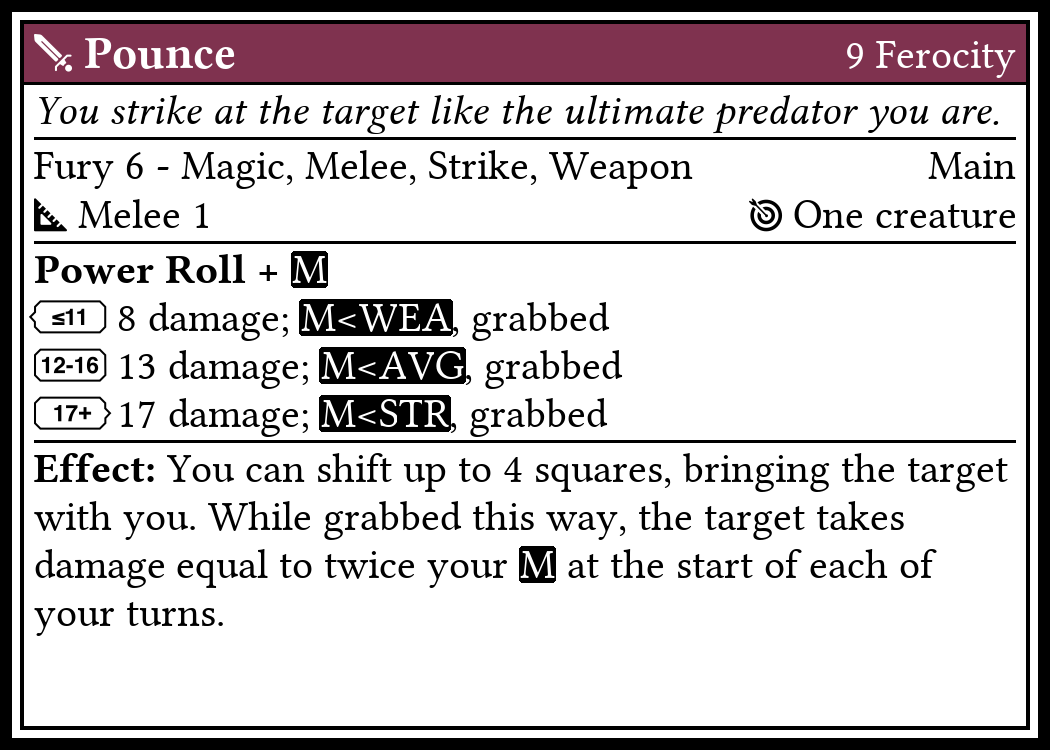 Pounce 9 Ferocity
You strike at the target like the ultimate predator you are.
Fury 6 - Magic, Melee, Strike, Weapon Main
Melee 1 One creature
Power Roll + M
≤11 8 damage; M<WEA, grabbed
12-16 13 damage; M<AVG, grabbed
17+ 17 damage; M<STR, grabbed
Effect: You can shift up to 4 squares, bringing the target
with you. While grabbed this way, the target takes
damage equal to twice your M at the start of each of
your turns.